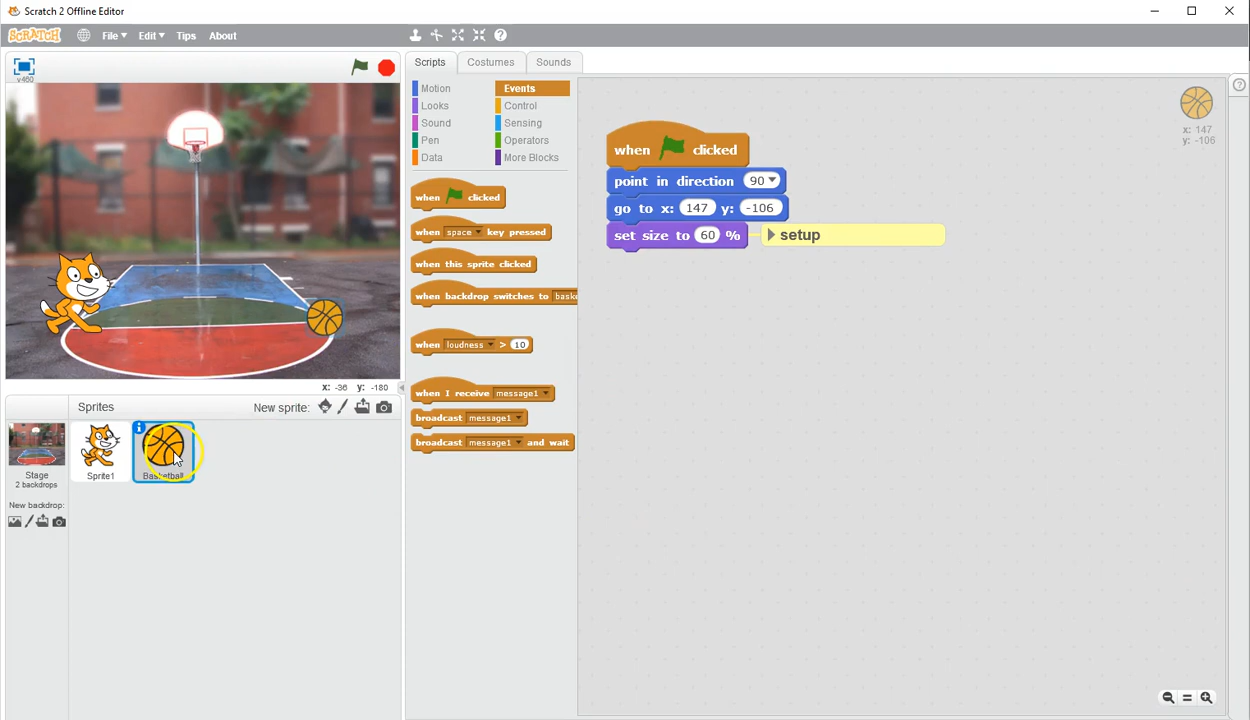 Scratch 2 Offline Editor
SCRATCH File Edit Tips About
v460
x: -36 y: -180
Sprites New sprite:
Stage
2 backdrops
New backdrop:
Sprite1
Basketball
Scripts Costumes Sounds
Motion Events
Looks Control
Sound Sensing
Pen Operators
Data More Blocks
when clicked
when space key pressed
when this sprite clicked
when backdrop switches to
when loudness > 10
when I receive message1
broadcast message1
broadcast message1 and wait
when clicked
point in direction 90
go to x: 147 y: -106
set size to 60 % setup
x: 147
y: -106